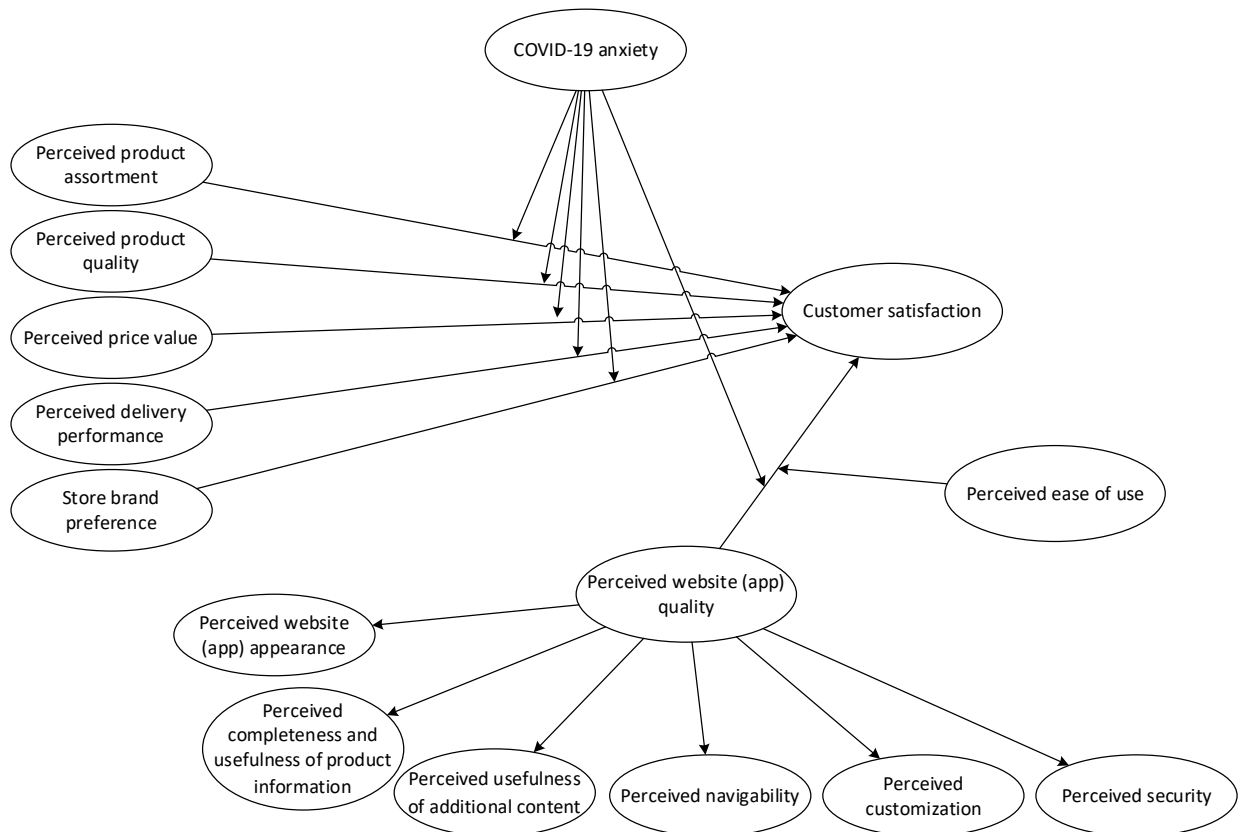 COVID-19 anxiety
Perceived product
assortment
Perceived product
quality
Perceived price value
Perceived delivery
performance
Store brand
preference
Customer satisfaction
Perceived ease of use
Perceived website (app)
quality
Perceived website
(app) appearance
Perceived
completeness and
usefulness of product
information
Perceived usefulness
of additional content
Perceived navigability
Perceived
customization
Perceived security